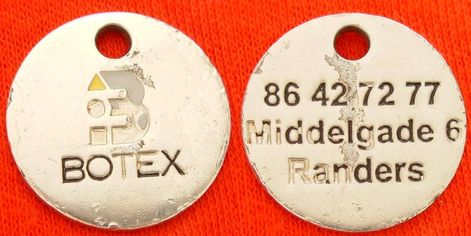 BOTEX
86 42 72 77
Middelgade 6
Randers